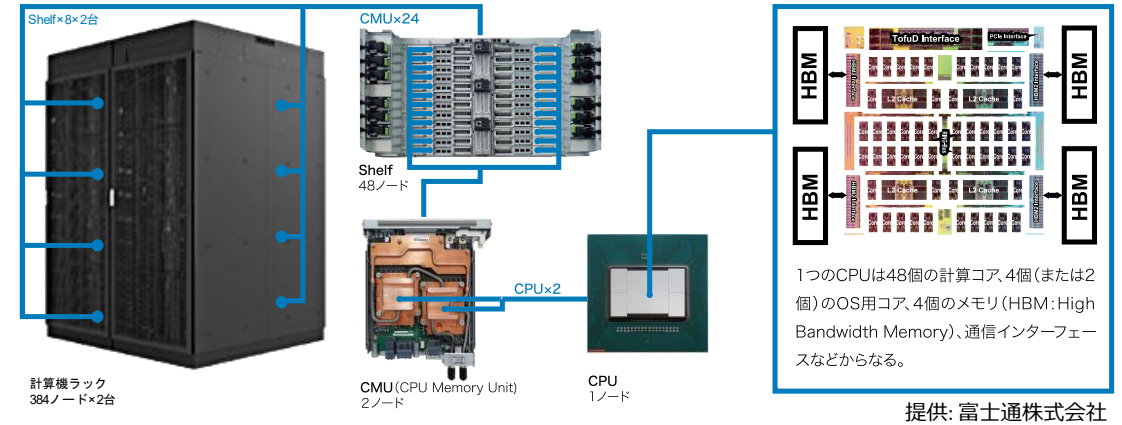 Shelf×8×2台
CMU×24
Shelf
48ノード
計算機ラック
384ノード×2台
CPU×2
CMU(CPU Memory Unit)
2ノード
CPU
1ノード
TofuD Interface
PCIe Interface
HBM
HBM
L2 Cache
L2 Cache
HBM
HBM
L2 Cache
L2 Cache
1つのCPUは48個の計算コア、4個(または2
個)のOS用コア、4個のメモリ(HBM:High
Bandwidth Memory)、通信インターフェー
スなどからなる。
提供: 富士通株式会社